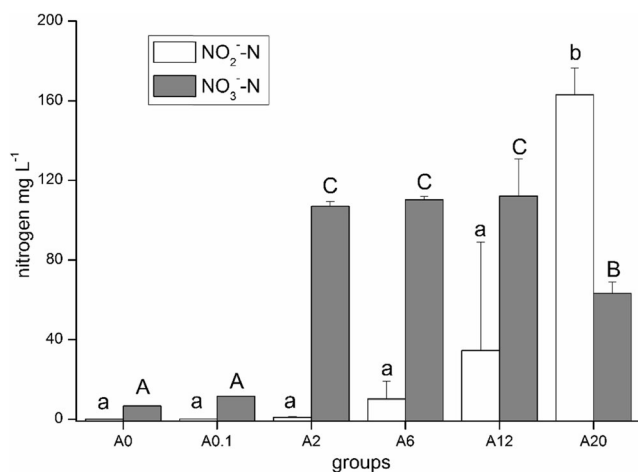 NO₂⁻-N
NO₃⁻-N
nitrogen mg L⁻¹
200
160
120
80
40
0
a A a A a C a C a C b B
A0 A0.1 A2 A6 A12 A20
groups